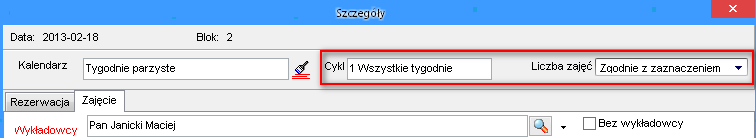 Szczegóły
Data: 2013-02-18 Blok: 2
Kalendarz Tygodnie parzyste Cykl 1 Wszystkie tygodnie Liczba zajęć Zgodnie z zaznaczeniem
Rezerwacja Zajęcie
Wykładowcy Pan Janicki Maciej Bez wykładowcy